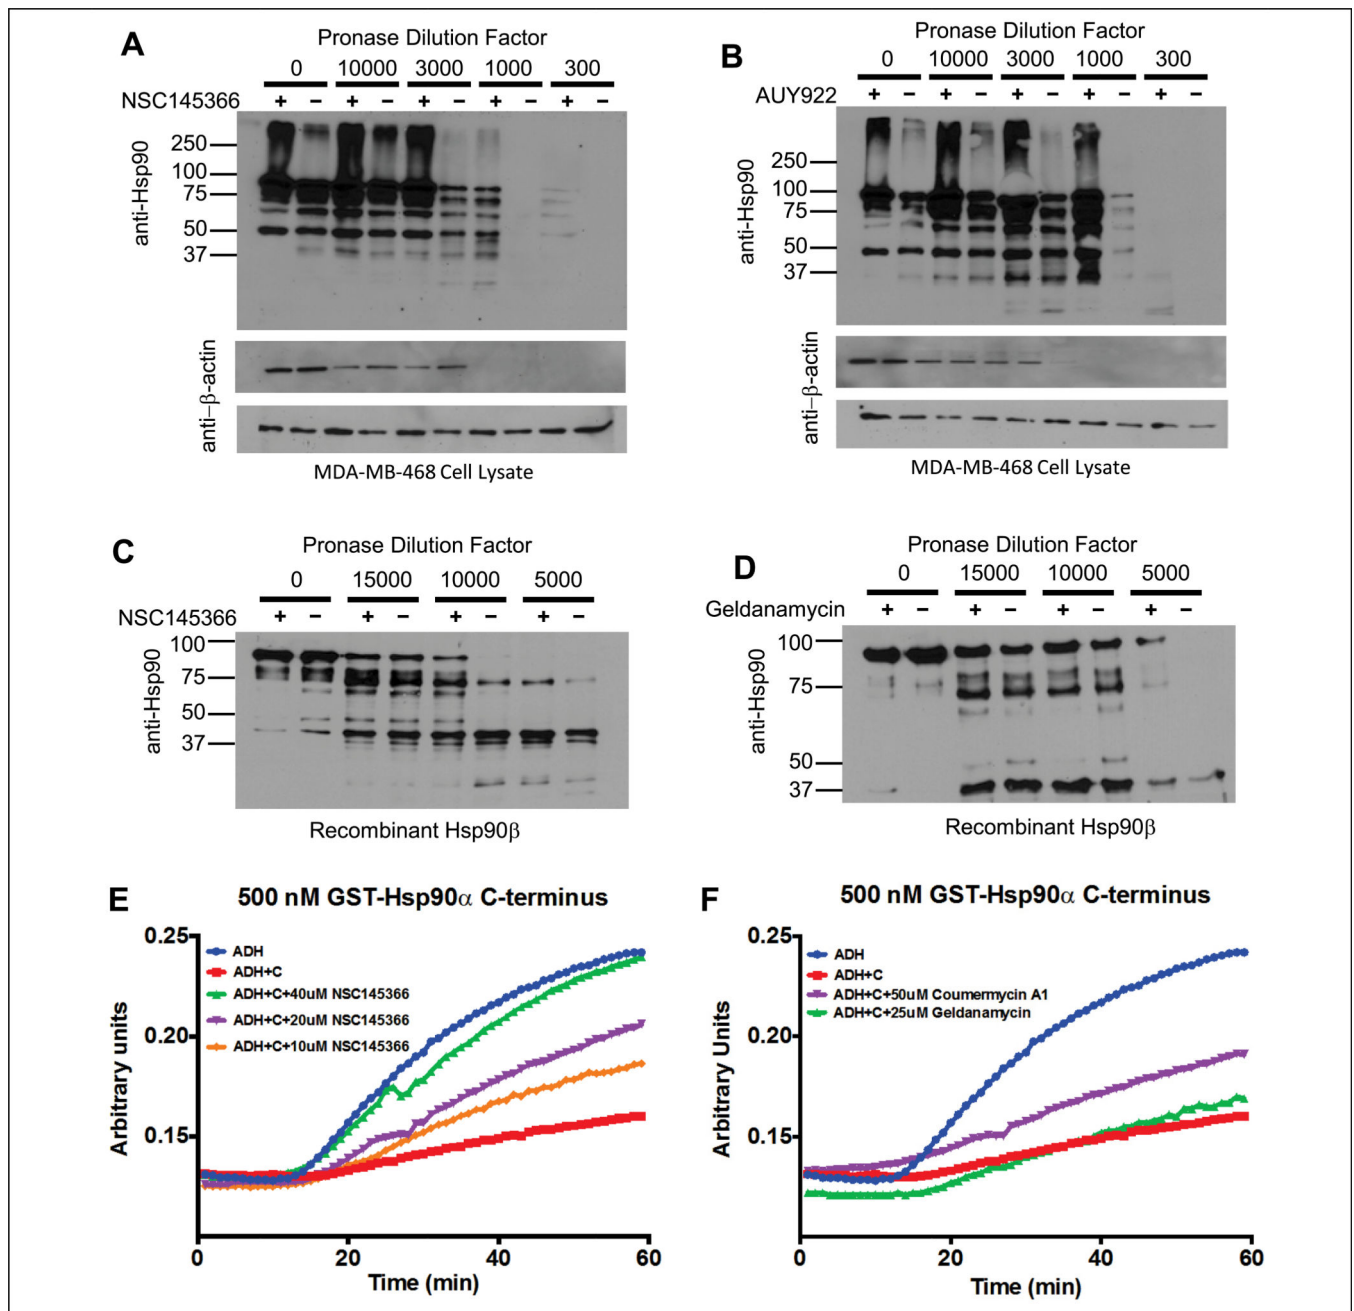 A
Pronase Dilution Factor
0 10000 3000 1000 300
NSC145366 + − + − + − + − + −
anti-Hsp90
250
100
75
50
37
anti−β-actin
MDA-MB-468 Cell Lysate
B
Pronase Dilution Factor
0 10000 3000 1000 300
AUY922 + − + − + − + − + −
anti-Hsp90
250
100
75
50
37
anti−β-actin
MDA-MB-468 Cell Lysate
C
Pronase Dilution Factor
0 15000 10000 5000
NSC145366 + − + − + − + −
anti-Hsp90
100
75
50
37
Recombinant Hsp90β
D
Pronase Dilution Factor
0 15000 10000 5000
Geldanamycin + − + − + − + −
anti-Hsp90
100
75
50
37
Recombinant Hsp90β
E
500 nM GST-Hsp90α C-terminus
Arbitrary units
0.25
0.20
0.15
ADH
ADH+C
ADH+C+40uM NSC145366
ADH+C+20uM NSC145366
ADH+C+10uM NSC145366
0 20 40 60
Time (min)
F
500 nM GST-Hsp90α C-terminus
Arbitrary Units
0.25
0.20
0.15
ADH
ADH+C
ADH+C+50uM Coumermycin A1
ADH+C+25uM Geldanamycin
0 20 40 60
Time (min)